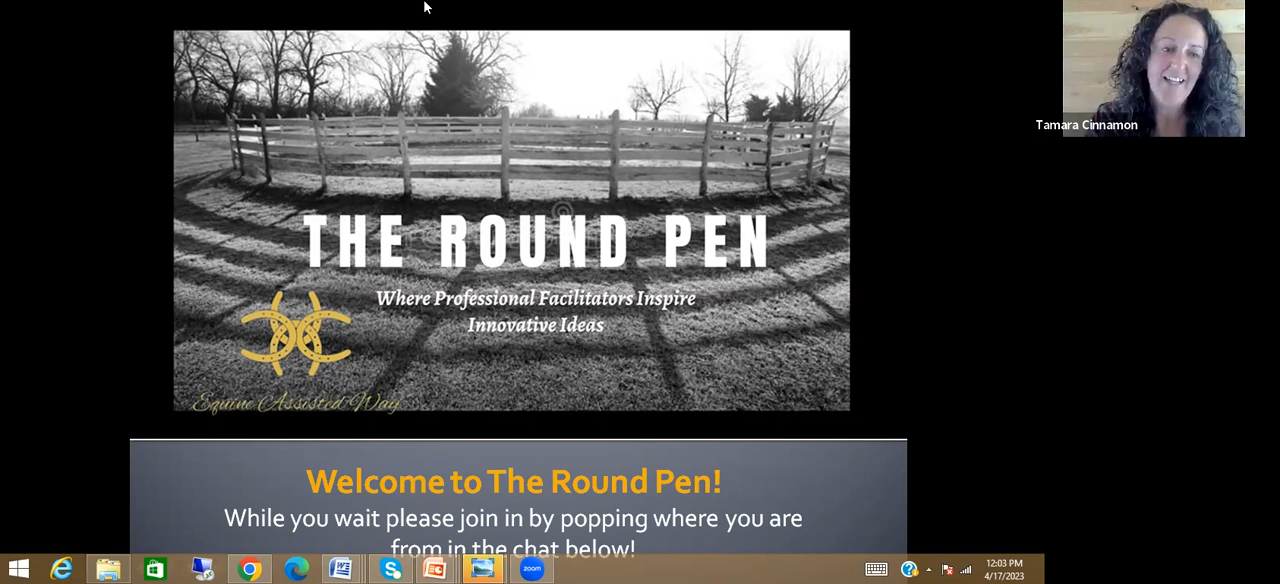 Tamara Cinnamon
THE ROUND PEN
Where Professional Facilitators Inspire
Innovative Ideas
Equine Assisted Way
Welcome to The Round Pen!
While you wait please join in by popping where you are
from in the chat below!
zoom
12:03 PM
4/17/2023